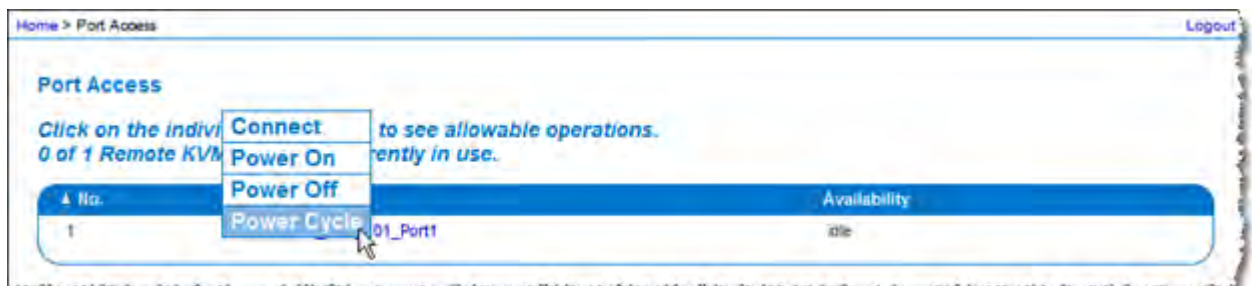 Home > Port Access
Logout
Port Access
Click on the indivi to see allowable operations.
0 of 1 Remote KVM rently in use.
Connect
Power On
Power Off
Power Cycle
▲ No. Availability
1 01_Port1 idle